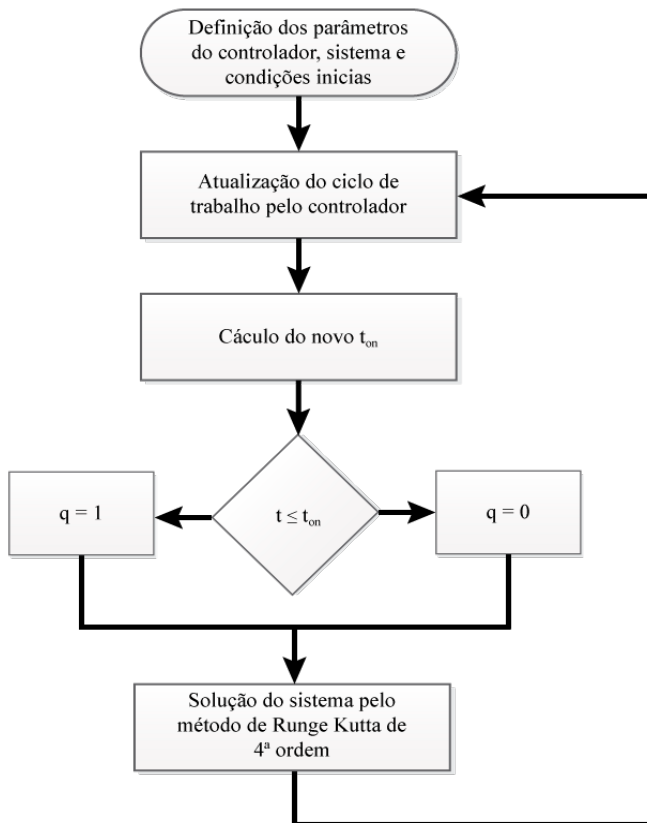 Definição dos parâmetros
do controlador, sistema e
condições inicias
Atualização do ciclo de
trabalho pelo controlador
Cáculo do novo tₒₙ
t ≤ tₒₙ
q = 1
q = 0
Solução do sistema pelo
método de Runge Kutta de
4ª ordem